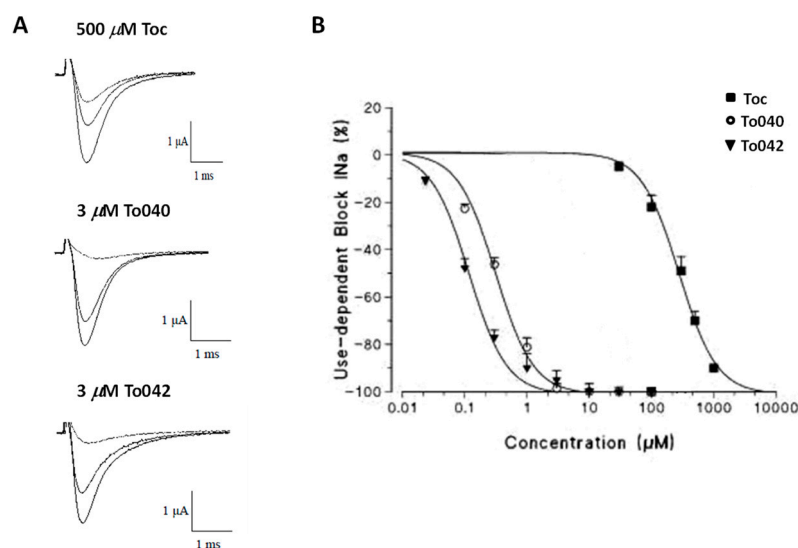 A
500 μM Toc
1 μA
1 ms
3 μM To040
1 μA
1 ms
3 μM To042
1 μA
1 ms
B
Toc
To040
To042
Use-dependent Block INa (%)
20
0
-20
-40
-60
-80
-100
0.01 0.1 1 10 100 1000 10000
Concentration (μM)